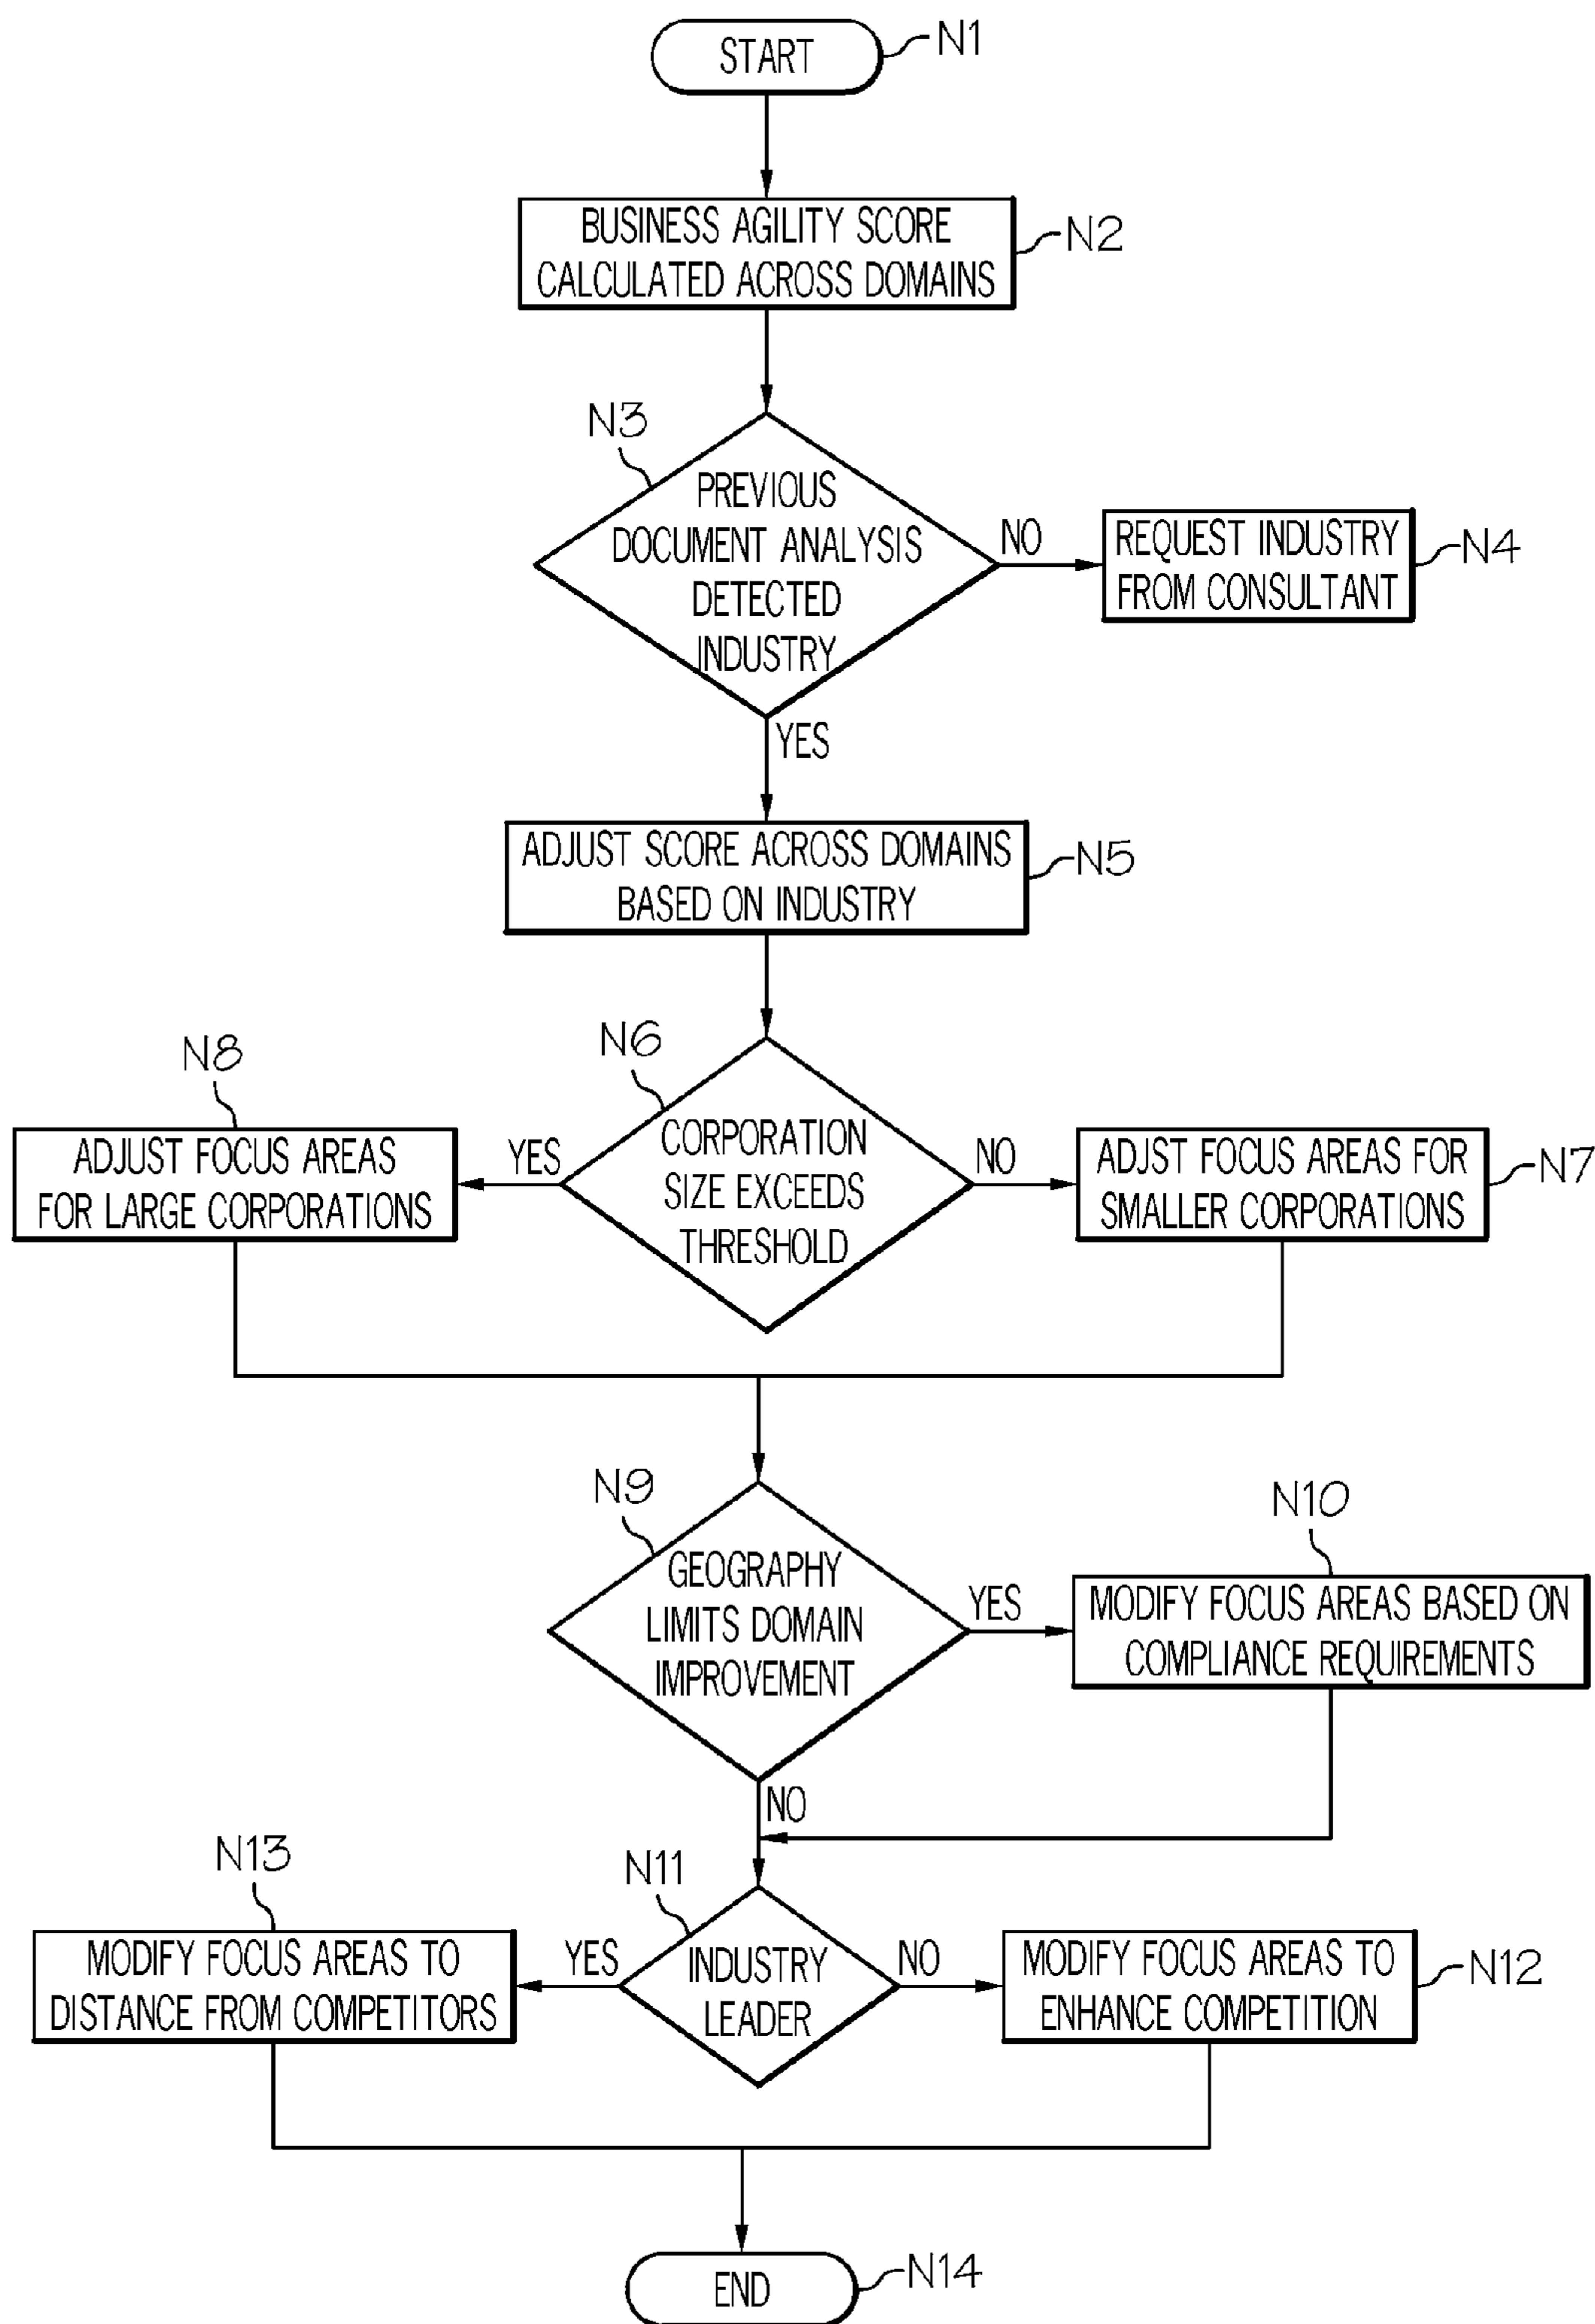 START
N1
BUSINESS AGILITY SCORE
CALCULATED ACROSS DOMAINS
N2
N3
PREVIOUS
DOCUMENT ANALYSIS
DETECTED
INDUSTRY
NO
REQUEST INDUSTRY
FROM CONSULTANT
N4
YES
ADJUST SCORE ACROSS DOMAINS
BASED ON INDUSTRY
N5
N6
CORPORATION
SIZE EXCEEDS
THRESHOLD
N8
YES
ADJUST FOCUS AREAS
FOR LARGE CORPORATIONS
NO
ADJST FOCUS AREAS FOR
SMALLER CORPORATIONS
N7
N9
GEOGRAPHY
LIMITS DOMAIN
IMPROVEMENT
YES
N10
MODIFY FOCUS AREAS BASED ON
COMPLIANCE REQUIREMENTS
NO
N11
INDUSTRY
LEADER
N13
YES
MODIFY FOCUS AREAS TO
DISTANCE FROM COMPETITORS
NO
MODIFY FOCUS AREAS TO
ENHANCE COMPETITION
N12
END
N14